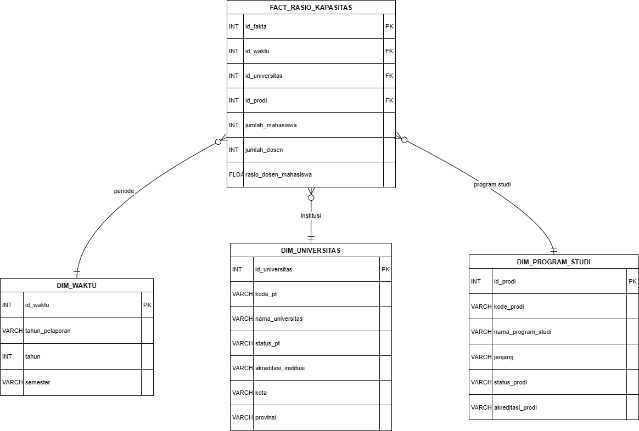 FACT_RASIO_KAPASITAS
INT id_fakta PK
INT id_waktu FK
INT id_universitas FK
INT id_prodi FK
INT jumlah_mahasiswa
INT jumlah_dosen
FLOA rasio_dosen_mahasiswa
periode
institusi
program studi
DIM_WAKTU
INT id_waktu PK
VARCH tahun_pelaporan
INT tahun
VARCH semester
DIM_UNIVERSITAS
INT id_universitas PK
VARCH kode_pt
VARCH nama_universitas
VARCH status_pt
VARCH akreditasi_institusi
VARCH kota
VARCH provinsi
DIM_PROGRAM_STUDI
INT id_prodi PK
VARCH kode_prodi
VARCH nama_program_studi
VARCH jenjang
VARCH status_prodi
VARCH akreditasi_prodi